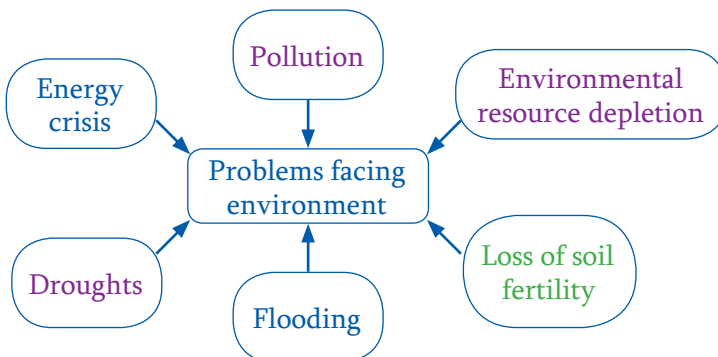 Pollution
Energy
crisis
Environmental
resource depletion
Problems facing
environment
Droughts
Flooding
Loss of soil
fertility